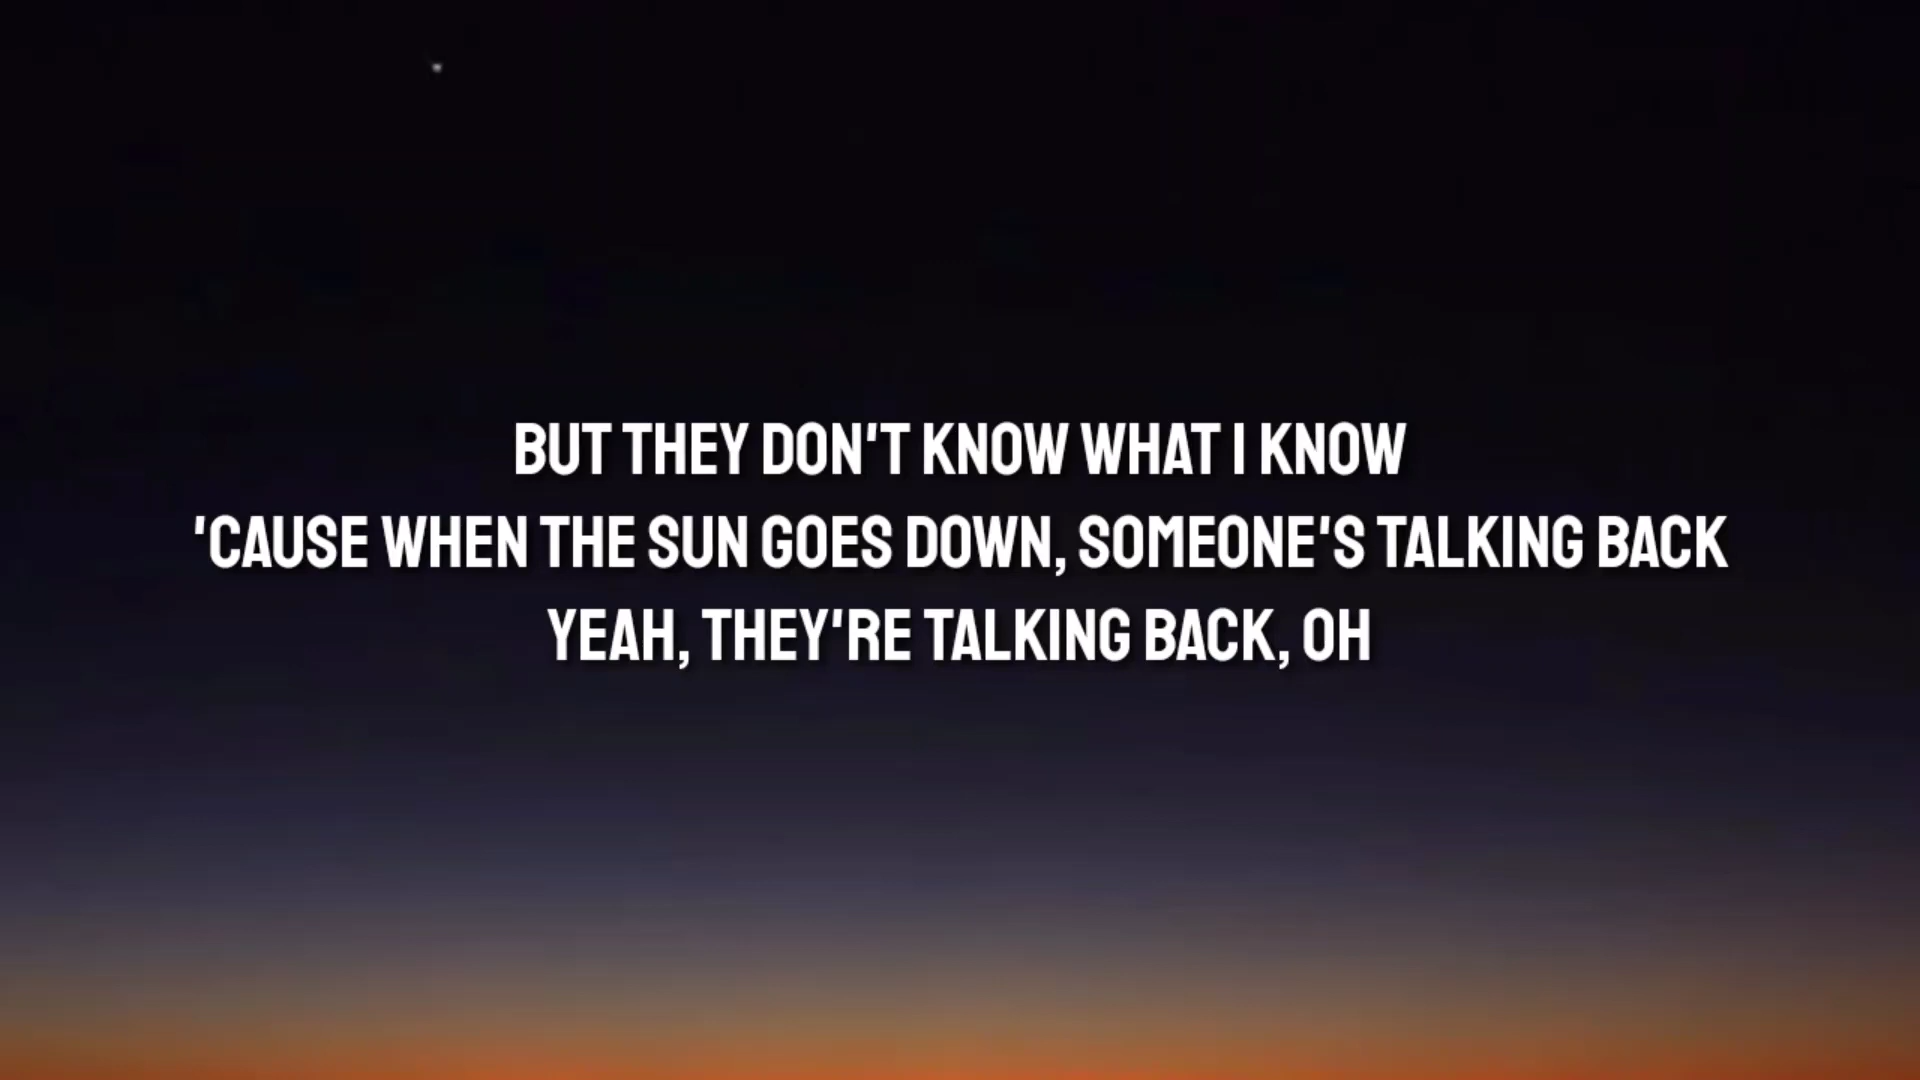 BUT THEY DON'T KNOW WHAT I KNOW
'CAUSE WHEN THE SUN GOES DOWN, SOMEONE'S TALKING BACK
YEAH, THEY'RE TALKING BACK, OH